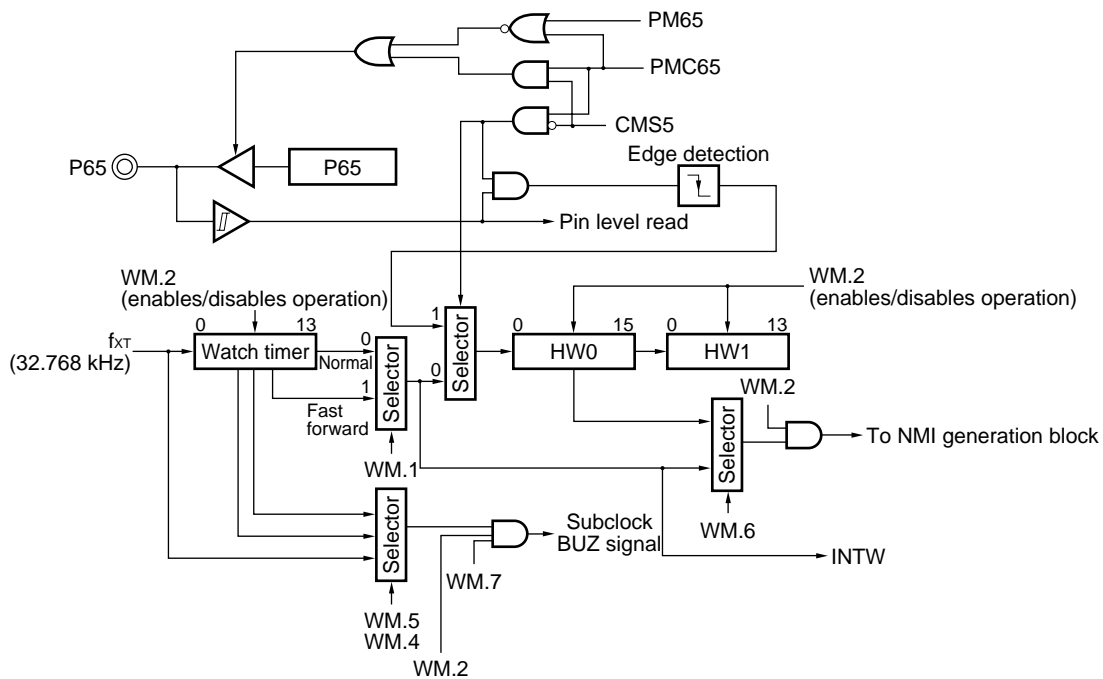 PM65
PMC65
CMS5
Edge detection
P65
P65
Pin level read
WM.2
(enables/disables operation)
WM.2
(enables/disables operation)
0 13
fXT
(32.768 kHz)
Watch timer
Normal
Fast
forward
0
1
Selector
WM.1
1
0
Selector
0 15
HW0
0 13
HW1
WM.2
Selector
WM.6
To NMI generation block
INTW
Selector
WM.5
WM.4
WM.2
WM.7
Subclock
BUZ signal